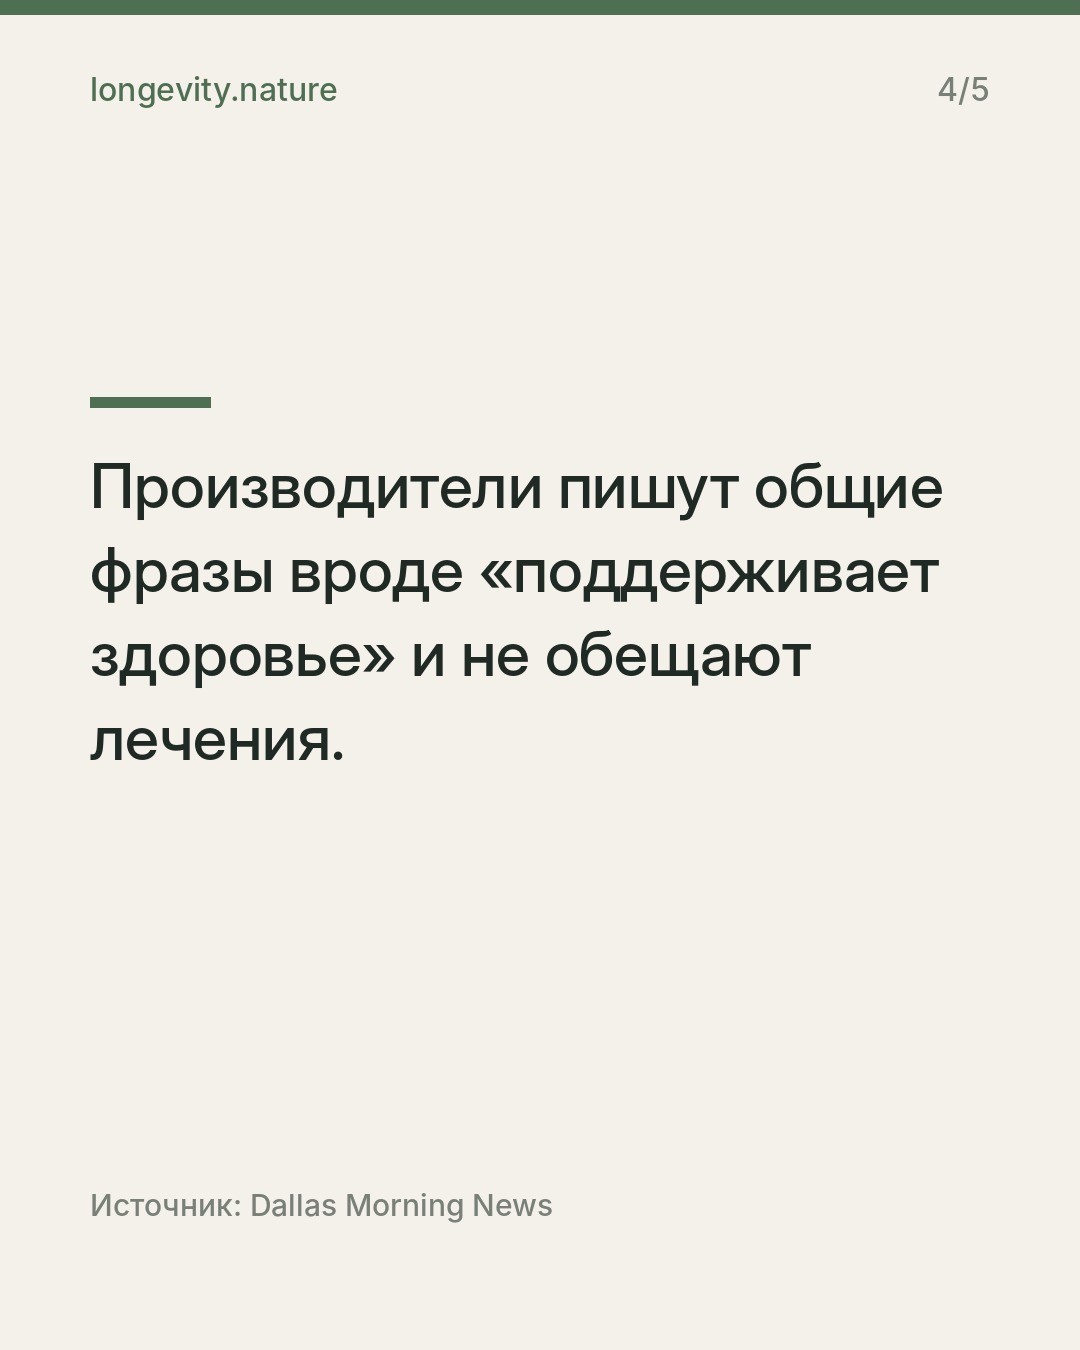 longevity.nature
4/5
Производители пишут общие
фразы вроде «поддерживает
здоровье» и не обещают
лечения.
Источник: Dallas Morning News